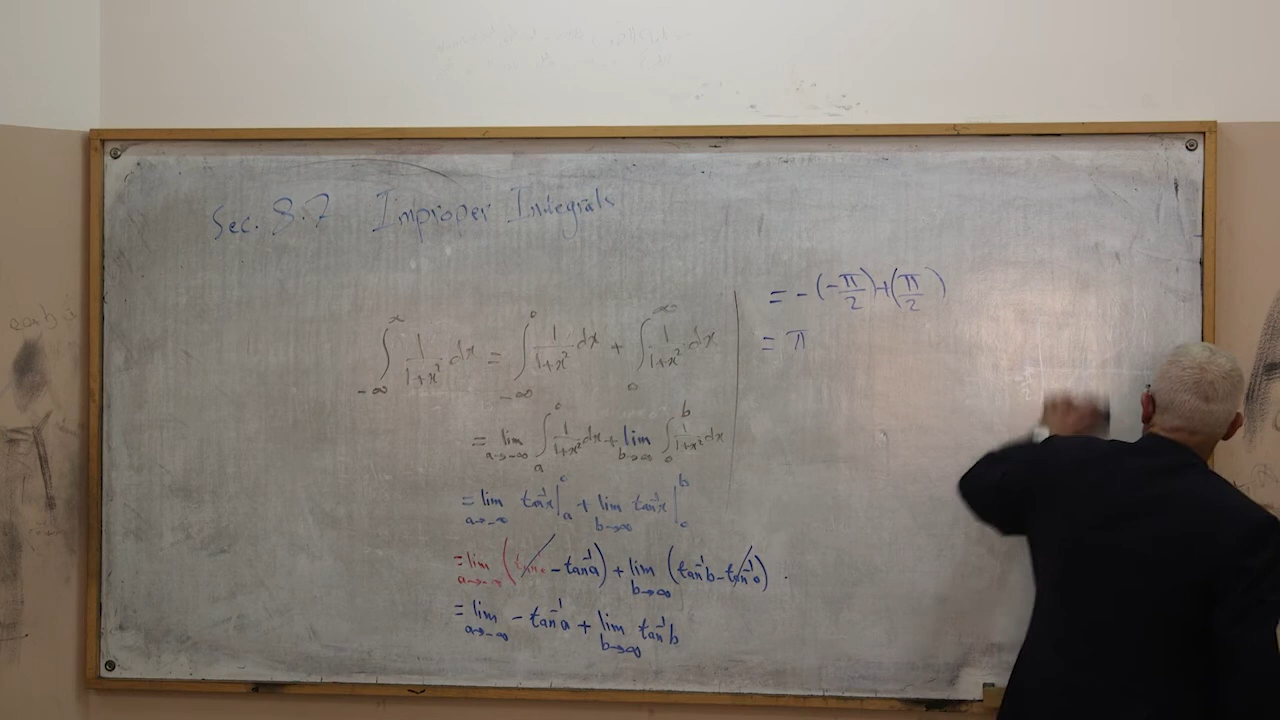 Sec. 8.7 Improper Integrals
∫_{-∞}^{∞} 1/(1+x²) dx = ∫_{-∞}^{0} 1/(1+x²) dx + ∫_{0}^{∞} 1/(1+x²) dx
= lim_{a→-∞} ∫_{a}^{0} 1/(1+x²) dx + lim_{b→∞} ∫_{0}^{b} 1/(1+x²) dx
= lim_{a→-∞} tan⁻¹x |_{a}^{0} + lim_{b→∞} tan⁻¹x |_{0}^{b}
= lim_{a→-∞} (tan⁻¹0 - tan⁻¹a) + lim_{b→∞} (tan⁻¹b - tan⁻¹0).
= lim_{a→-∞} - tan⁻¹a + lim_{b→∞} tan⁻¹b
= -(-π/2) + (π/2)
= π